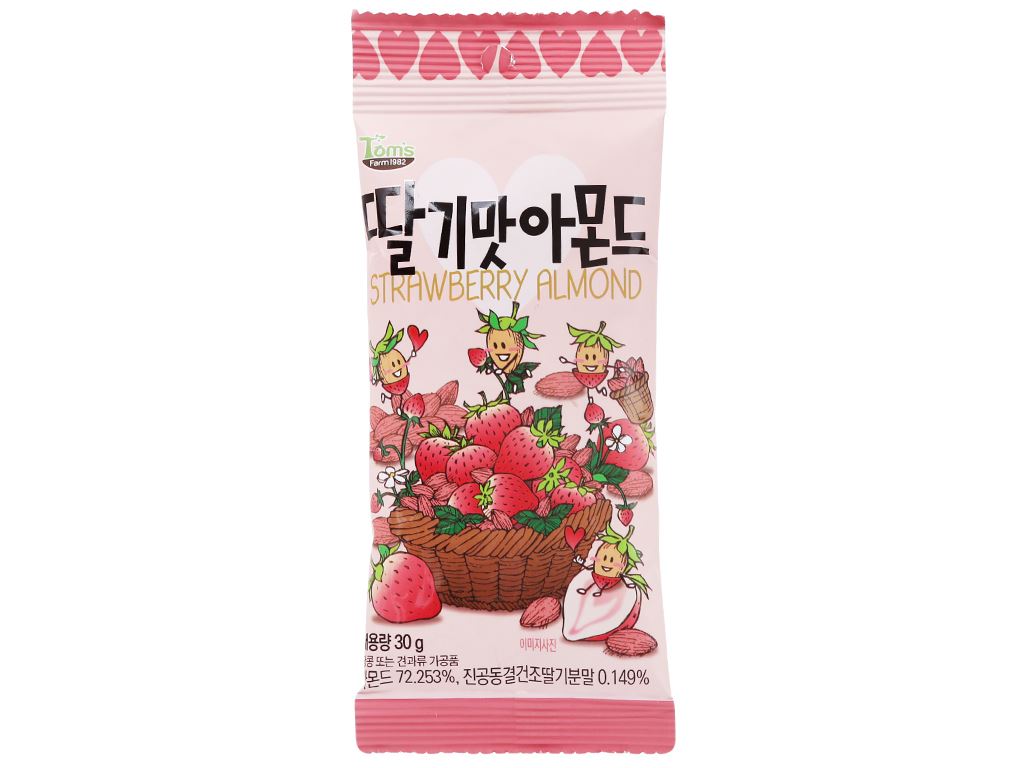 Tom's
Farm 1982
딸기맛아몬드
STRAWBERRY ALMOND
용량 30 g
이미지사진
콩 또는 견과류 가공품
몬드 72.253%, 진공동결건조딸기분말 0.149%